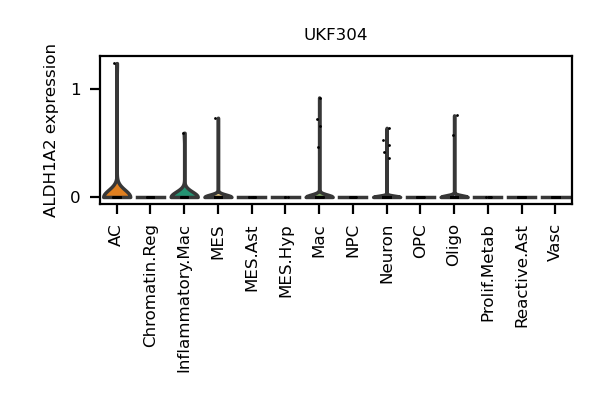 UKF304
ALDH1A2 expression
1
0
AC
Chromatin.Reg
Inflammatory.Mac
MES
MES.Ast
MES.Hyp
Mac
NPC
Neuron
OPC
Oligo
Prolif.Metab
Reactive.Ast
Vasc